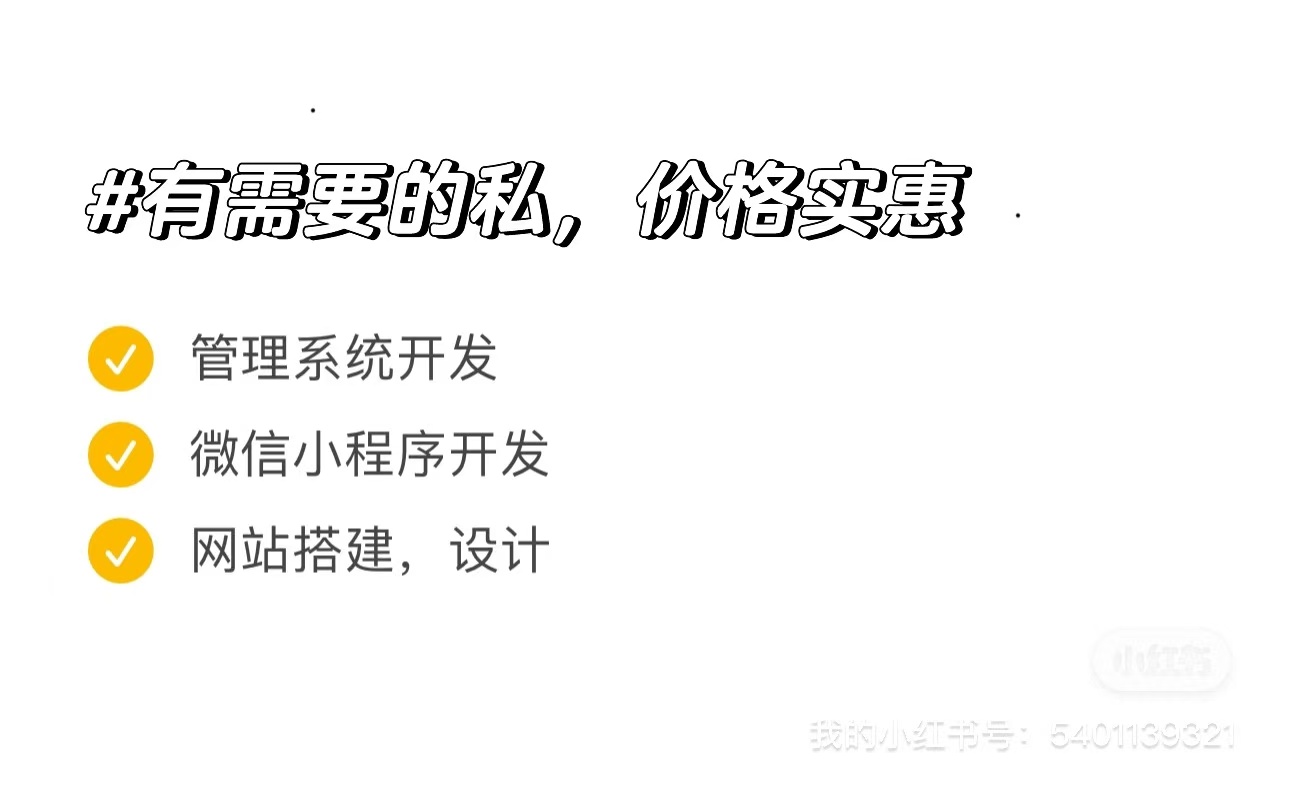 #有需要的私，价格实惠
管理系统开发
微信小程序开发
网站搭建，设计
小红书
我的小红书号：5401139321